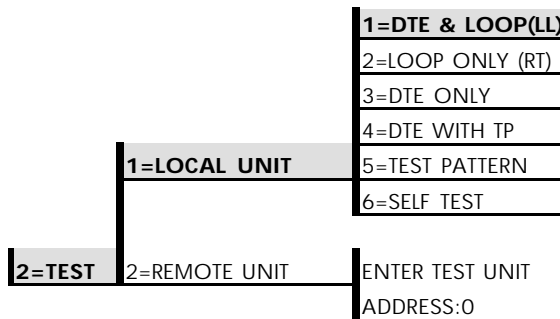 1=DTE & LOOP(LL)
2=LOOP ONLY (RT)
3=DTE ONLY
4=DTE WITH TP
1=LOCAL UNIT
5=TEST PATTERN
6=SELF TEST
2=TEST
2=REMOTE UNIT
ENTER TEST UNIT
ADDRESS:0